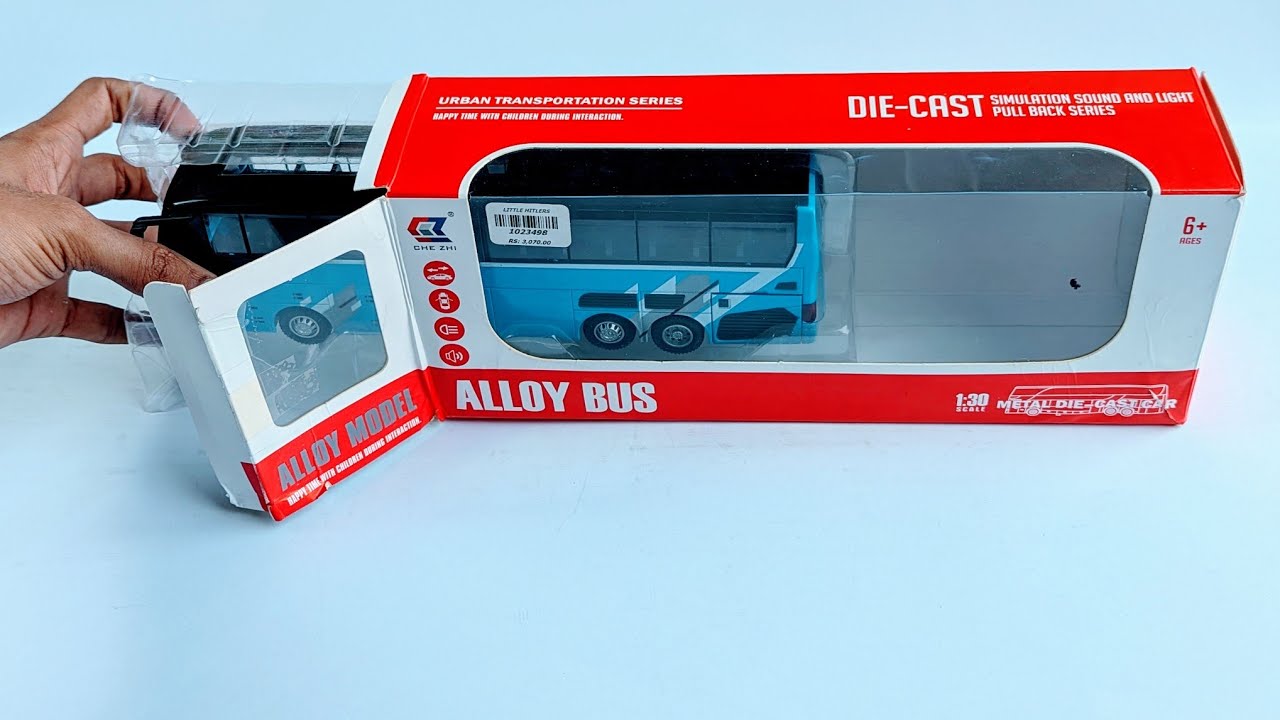 URBAN TRANSPORTATION SERIES
HAPPY TIME WITH CHILDREN DURING INTERACTION.
DIE-CAST
SIMULATION SOUND AND LIGHT
PULL BACK SERIES
CHE ZHI ®
LITTLE HITLERS
1023498
RS: 3,070.00
6+
AGES
ALLOY BUS
1:30
SCALE
METAL DIE-CAST CAR
ALLOY MODEL
HAPPY TIME WITH CHILDREN DURING INTERACTION.